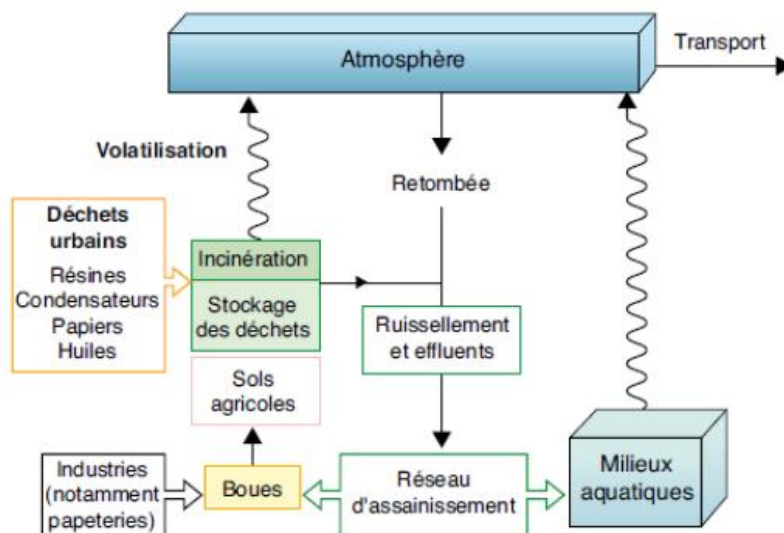 Atmosphère
Transport
Volatilisation
Retombée
Déchets
urbains
Résines
Condensateurs
Papiers
Huiles
Incinération
Stockage
des déchets
Ruissellement
et effluents
Sols
agricoles
Industries
(notamment
papeteries)
Boues
Réseau
d'assainissement
Milieux
aquatiques